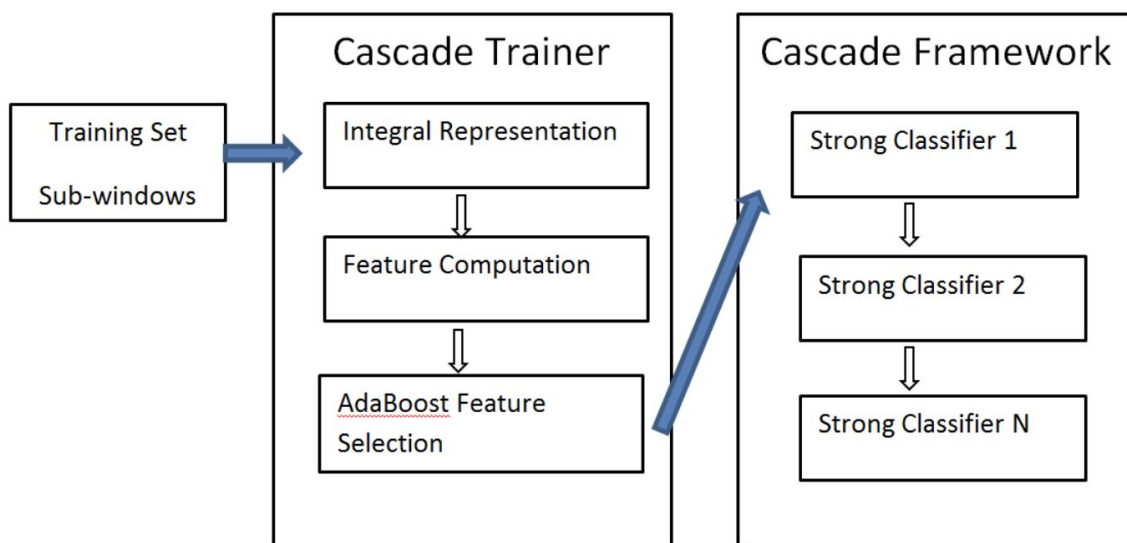 Training Set
Sub-windows
Cascade Trainer
Integral Representation
Feature Computation
AdaBoost Feature
Selection
Cascade Framework
Strong Classifier 1
Strong Classifier 2
Strong Classifier N